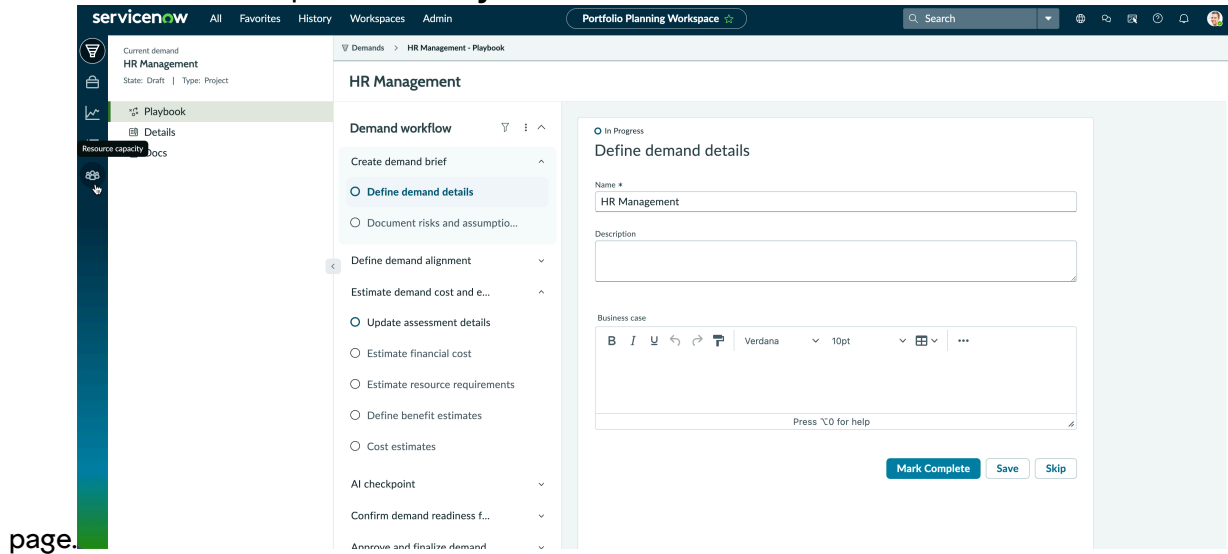 servicenow All Favorites History Workspaces Admin Portfolio Planning Workspace ☆ Search
Current demand
HR Management
State: Draft | Type: Project
Playbook
Details
Docs
Resource capacity
Demands > HR Management - Playbook
HR Management
Demand workflow
Create demand brief
Define demand details
Document risks and assumptio...
Define demand alignment
Estimate demand cost and e...
Update assessment details
Estimate financial cost
Estimate resource requirements
Define benefit estimates
Cost estimates
AI checkpoint
Confirm demand readiness f...
Approve and finalize demand
In Progress
Define demand details
Name *
HR Management
Description
Business case
B I U Verdana 10pt ...
Press ⌥0 for help
Mark Complete Save Skip
page.